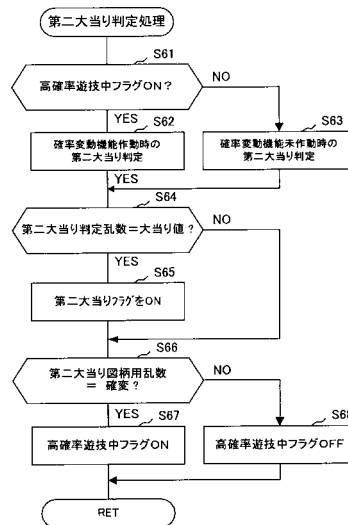 第二大当り判定処理
S61
高確率遊技中フラグON?
NO
YES
S62
S63
確率変動機能作動時の
第二大当り判定
確率変動機能未作動時の
第二大当り判定
YES
S64
第二大当り判定乱数=大当り値?
NO
YES
S65
第二大当りフラグをON
S66
第二大当り図柄用乱数
= 確変?
NO
YES
S67
S68
高確率遊技中フラグON
高確率遊技中フラグOFF
RET